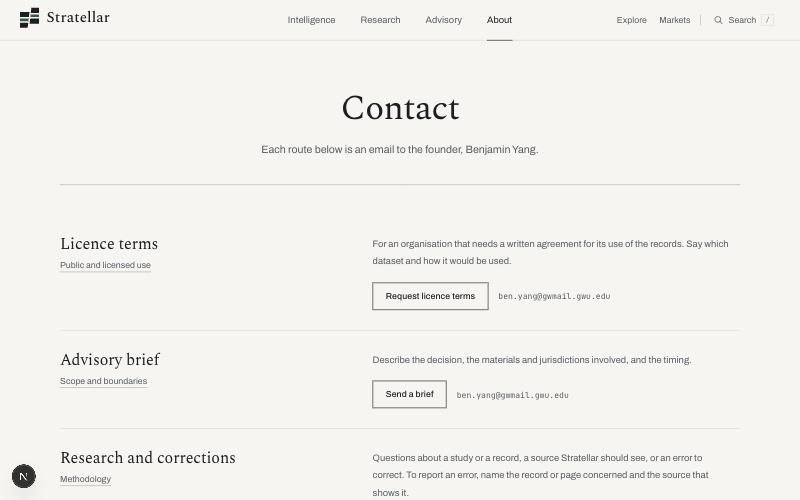 Stratellar
Intelligence Research Advisory About
Explore Markets Search /
Contact
Each route below is an email to the founder, Benjamin Yang.
Licence terms
Public and licensed use
For an organisation that needs a written agreement for its use of the records. Say which
dataset and how it would be used.
Request licence terms ben.yang@gwmail.gwu.edu
Advisory brief
Scope and boundaries
Describe the decision, the materials and jurisdictions involved, and the timing.
Send a brief ben.yang@gwmail.gwu.edu
Research and corrections
Methodology
Questions about a study or a record, a source Stratellar should see, or an error to
correct. To report an error, name the record or page concerned and the source that
shows it.
N